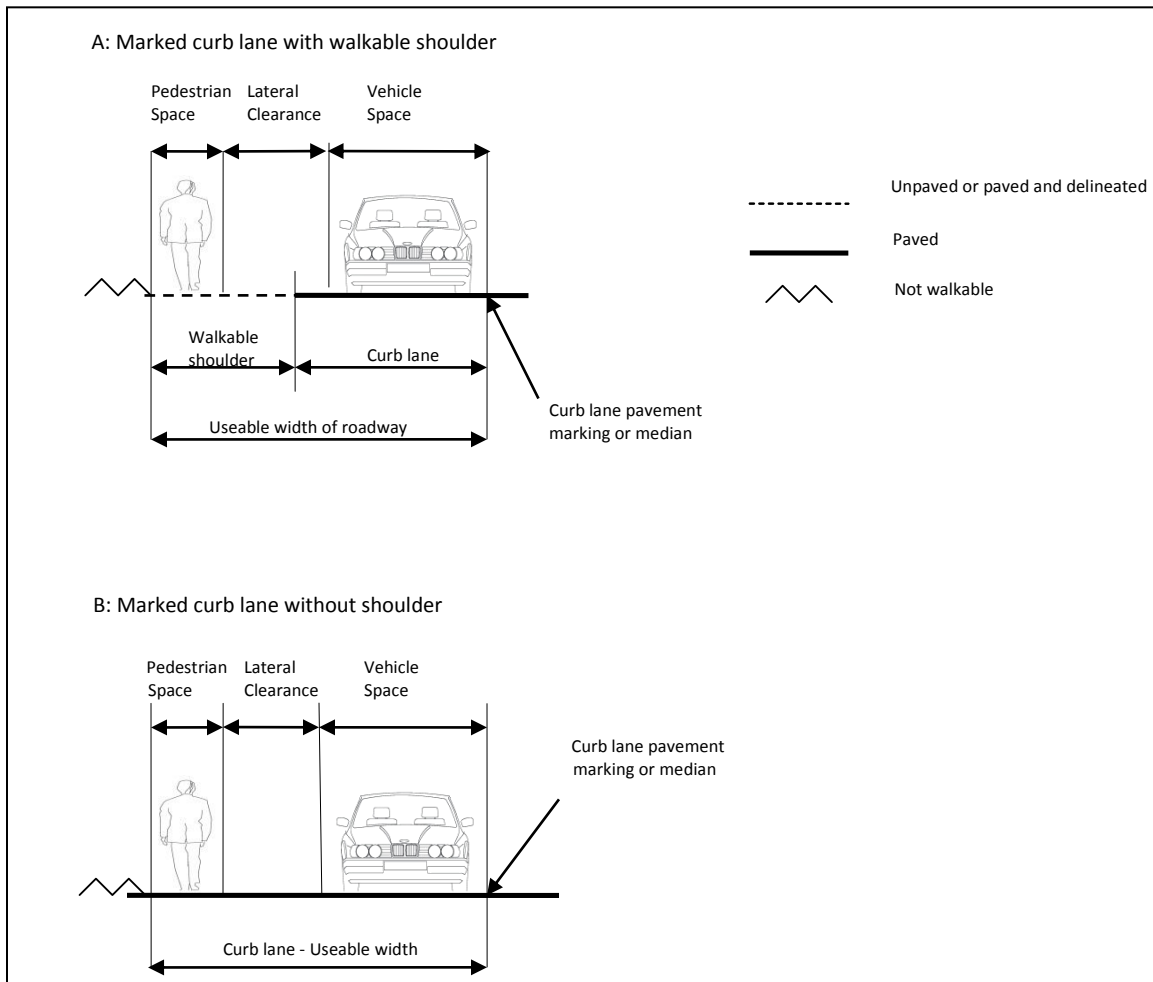 A: Marked curb lane with walkable shoulder
Pedestrian
Space
Lateral
Clearance
Vehicle
Space
Unpaved or paved and delineated
Paved
Not walkable
Walkable
shoulder
Curb lane
Useable width of roadway
Curb lane pavement
marking or median
B: Marked curb lane without shoulder
Pedestrian
Space
Lateral
Clearance
Vehicle
Space
Curb lane pavement
marking or median
Curb lane - Useable width